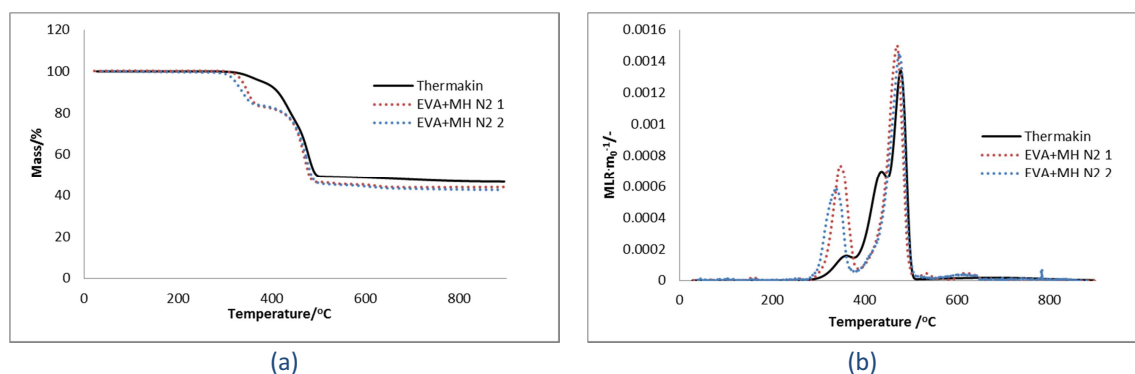 120
100
80
60
40
20
0
Mass/%
0 200 400 600 800
Temperature/°C
Thermakin
EVA+MH N2 1
EVA+MH N2 2
(a)
0.0016
0.0014
0.0012
0.001
0.0008
0.0006
0.0004
0.0002
0
MLR·m₀⁻¹/-
0 200 400 600 800
Temperature /°C
Thermakin
EVA+MH N2 1
EVA+MH N2 2
(b)